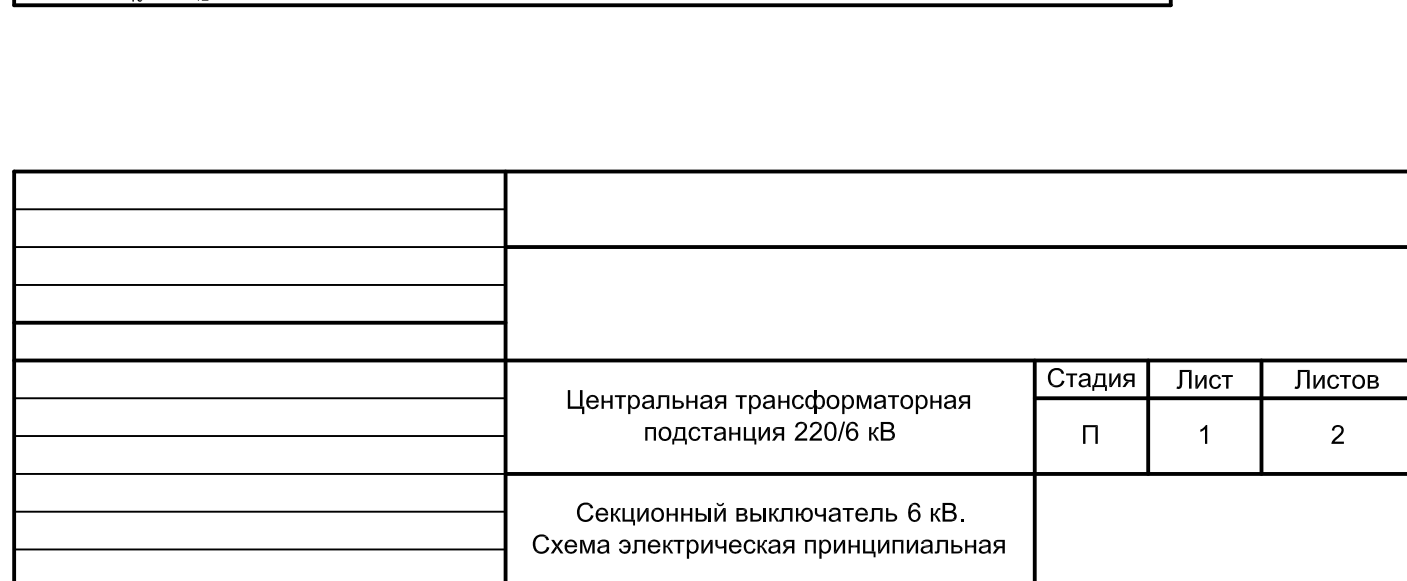 Стадия Лист Листов
Центральная трансформаторная
подстанция 220/6 кВ
П 1 2
Секционный выключатель 6 кВ.
Схема электрическая принципиальная